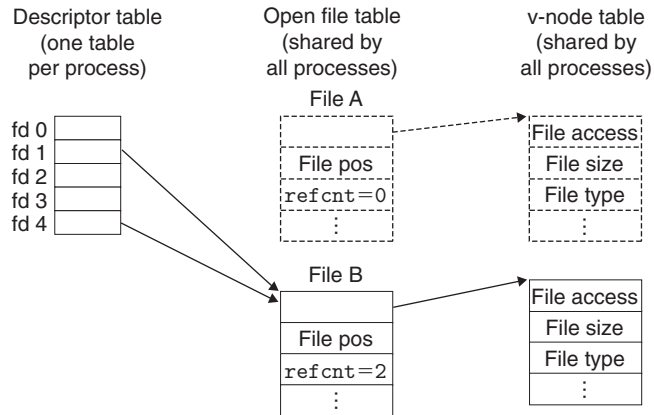 Descriptor table
(one table
per process)
Open file table
(shared by
all processes)
v-node table
(shared by
all processes)
fd 0
fd 1
fd 2
fd 3
fd 4
File A
File pos
refcnt=0
⋮
File access
File size
File type
⋮
File B
File pos
refcnt=2
⋮
File access
File size
File type
⋮